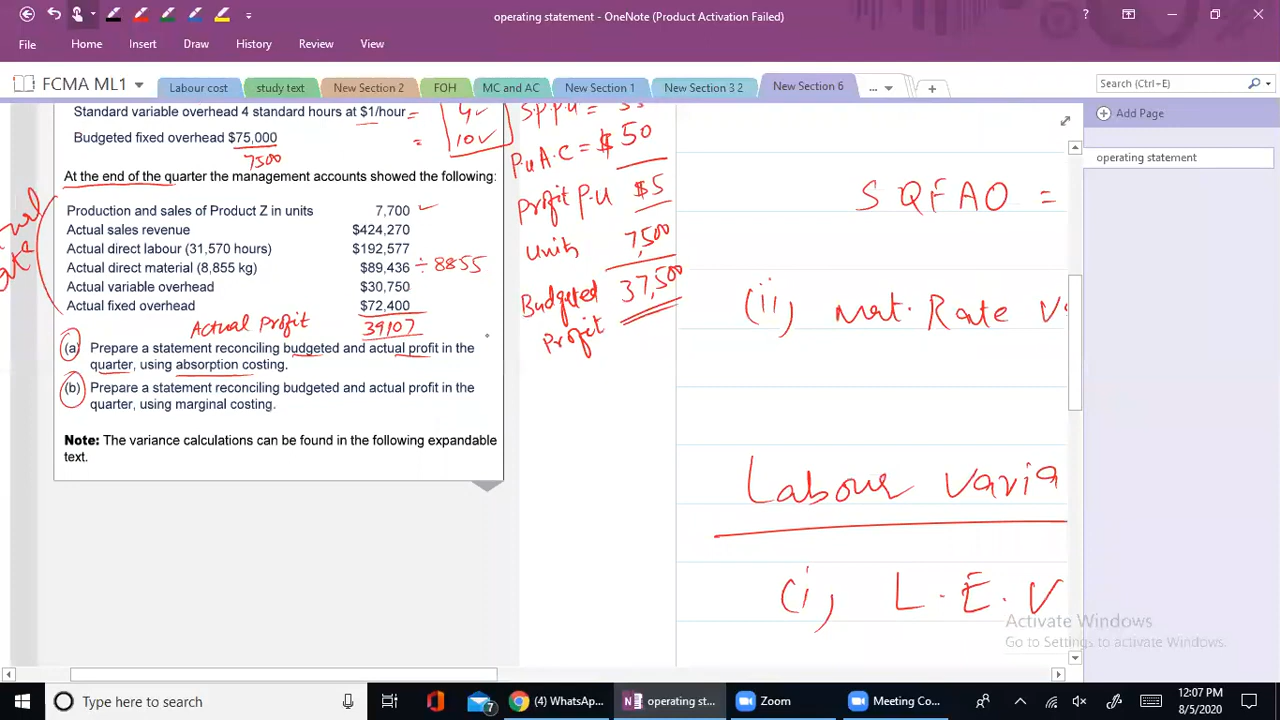 operating statement - OneNote (Product Activation Failed)
File Home Insert Draw History Review View
FCMA ML1 Labour cost study text New Section 2 FOH MC and AC New Section 1 New Section 3 2 New Section 6 ... Search (Ctrl+E)
Add Page
operating statement
Standard variable overhead 4 standard hours at $1/hour = 4
Budgeted fixed overhead $75,000 = 10
7500
At the end of the quarter the management accounts showed the following:
Production and sales of Product Z in units 7,700
Actual sales revenue $424,270
Actual direct labour (31,570 hours) $192,577
Actual direct material (8,855 kg) $89,436 ÷ 8855
Actual variable overhead $30,750
Actual fixed overhead $72,400
Actual Profit 39107
(a) Prepare a statement reconciling budgeted and actual profit in the
quarter, using absorption costing.
(b) Prepare a statement reconciling budgeted and actual profit in the
quarter, using marginal costing.
Note: The variance calculations can be found in the following expandable
text.
S.P.P.U =
P.U.A.C = $50
Profit P.U $5
Units 7,500
Budgeted 37,500
Profit
S Q F A O =
(ii) Mat. Rate V
Labour Varia
(i) L.E.V
Activate Windows
Go to Settings to activate Windows.
Type here to search
7
(4) WhatsApp...
operating stateme...
Zoom
Meeting Co...
12:07 PM
8/5/2020